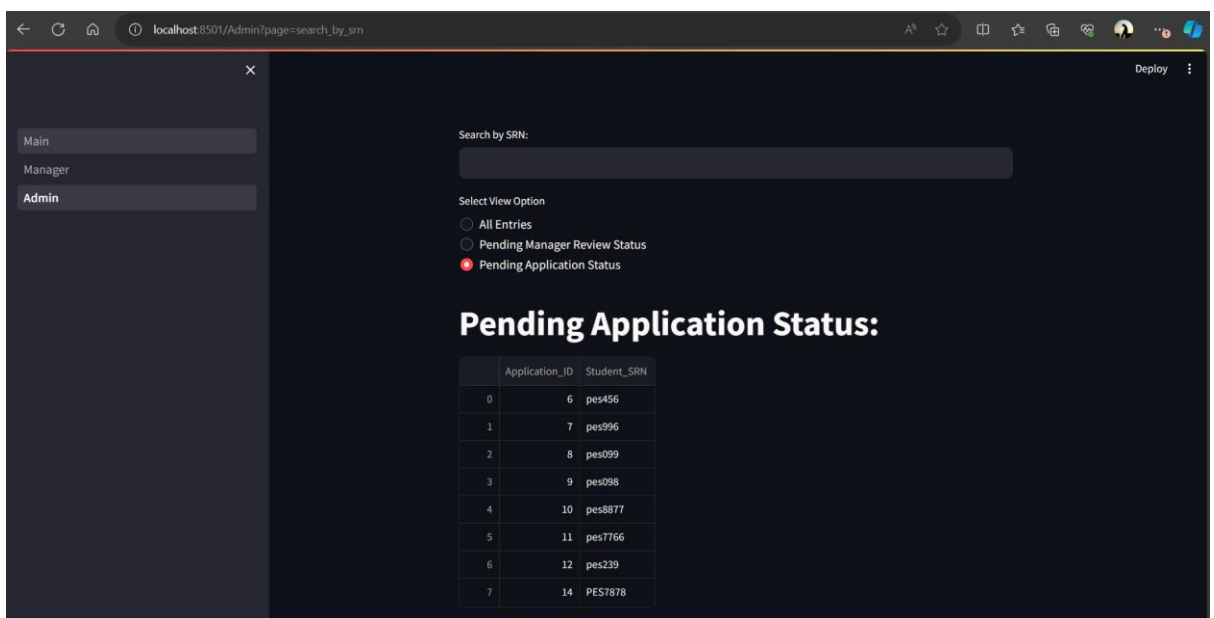 localhost:8501/Admin?page=search_by_srn
Deploy
Main
Manager
Admin
Search by SRN:
Select View Option
All Entries
Pending Manager Review Status
Pending Application Status
Pending Application Status:
Application_ID Student_SRN
0 6 pes456
1 7 pes996
2 8 pes099
3 9 pes098
4 10 pes8877
5 11 pes7766
6 12 pes239
7 14 PES7878